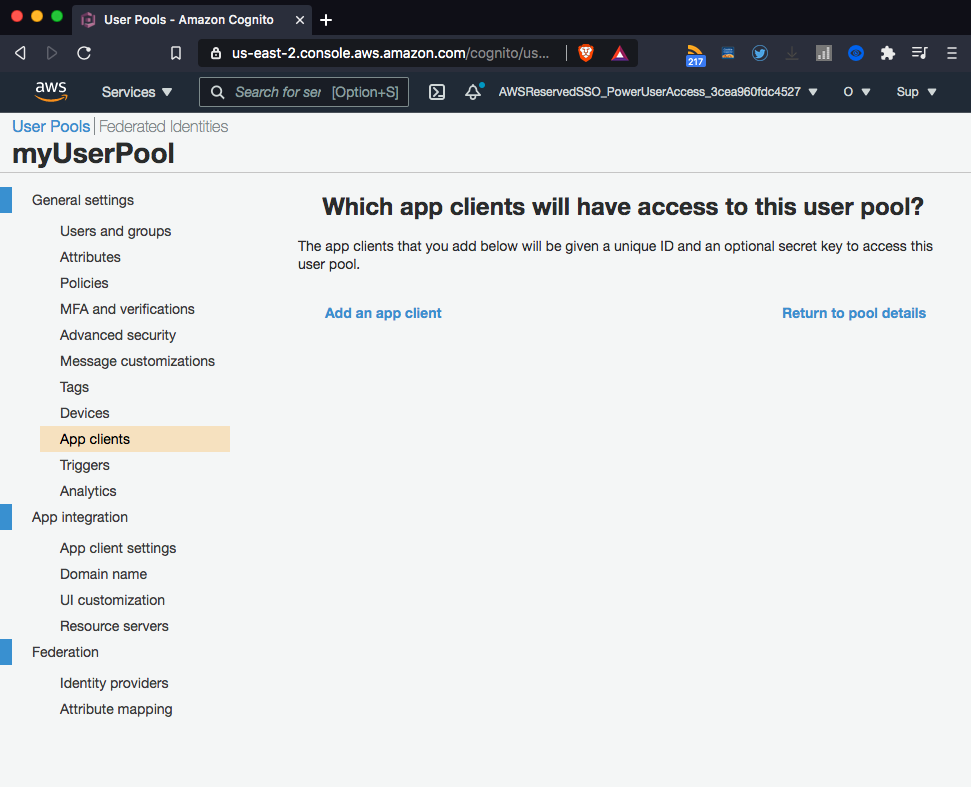 User Pools - Amazon Cognito
us-east-2.console.aws.amazon.com/cognito/us...
217
aws
Services
Search for ser [Option+S]
AWSReservedSSO_PowerUserAccess_3cea960fdc4527
O
Sup
User Pools | Federated Identities
myUserPool
General settings
Users and groups
Attributes
Policies
MFA and verifications
Advanced security
Message customizations
Tags
Devices
App clients
Triggers
Analytics
App integration
App client settings
Domain name
UI customization
Resource servers
Federation
Identity providers
Attribute mapping
Which app clients will have access to this user pool?
The app clients that you add below will be given a unique ID and an optional secret key to access this
user pool.
Add an app client
Return to pool details